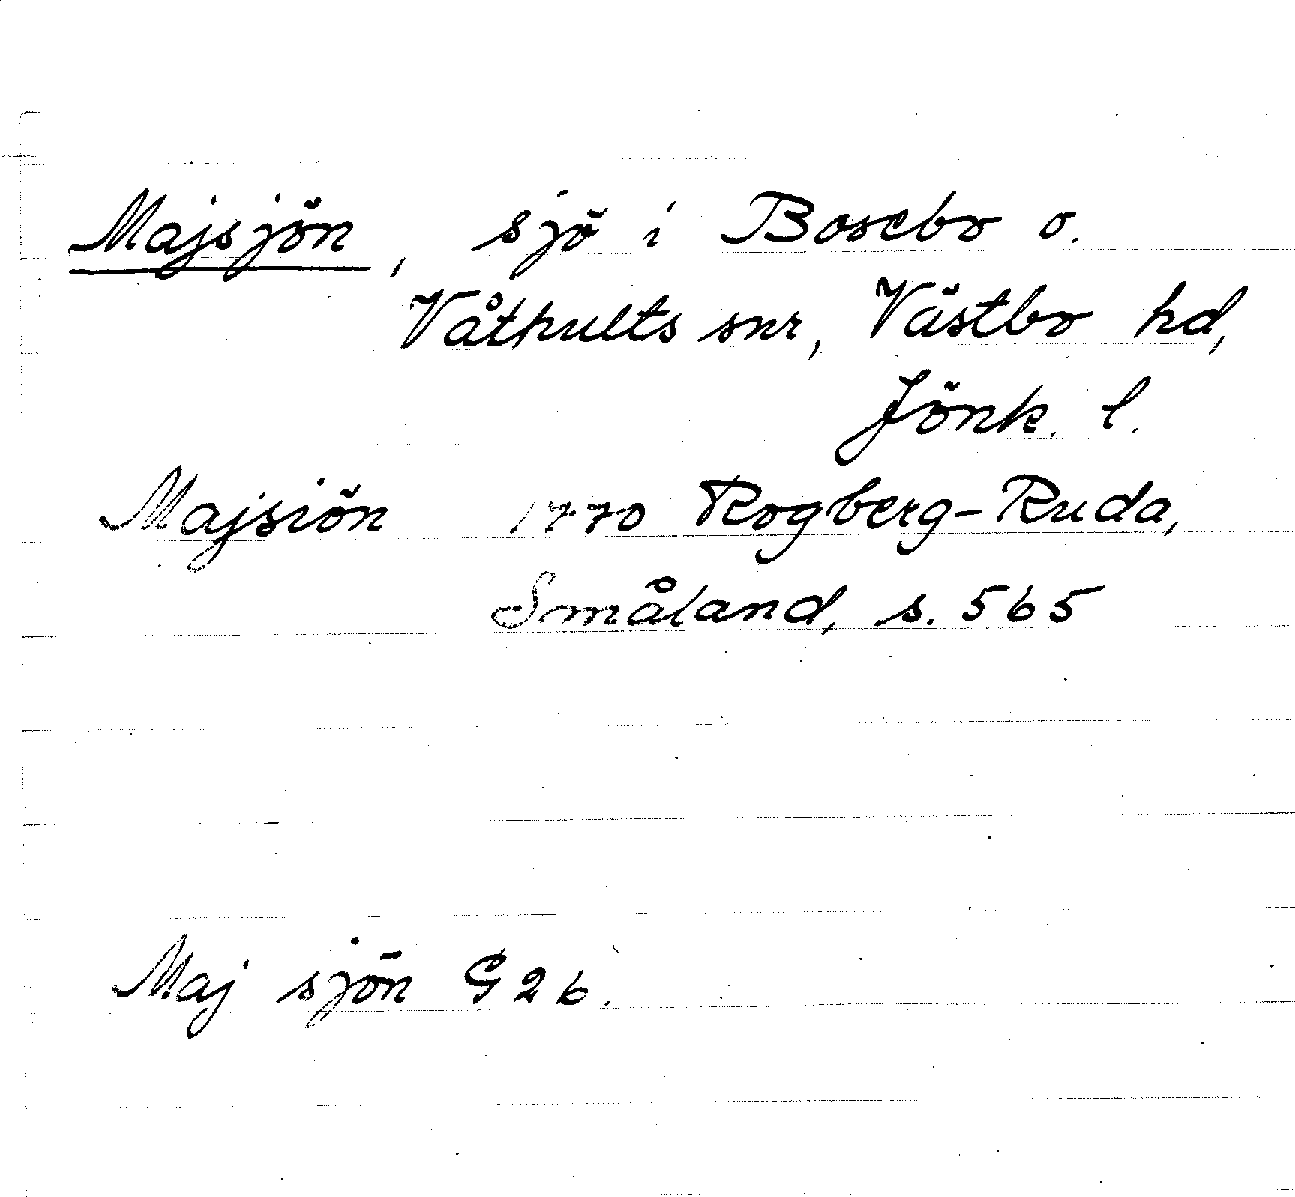 Majsjön, sjö i Bosebo o.
Våthults snr, Västbo hd,
Jönk. l.
Majsiön 1770 Rogberg-Ruda,
Småland, s. 565
Maj sjön G26.